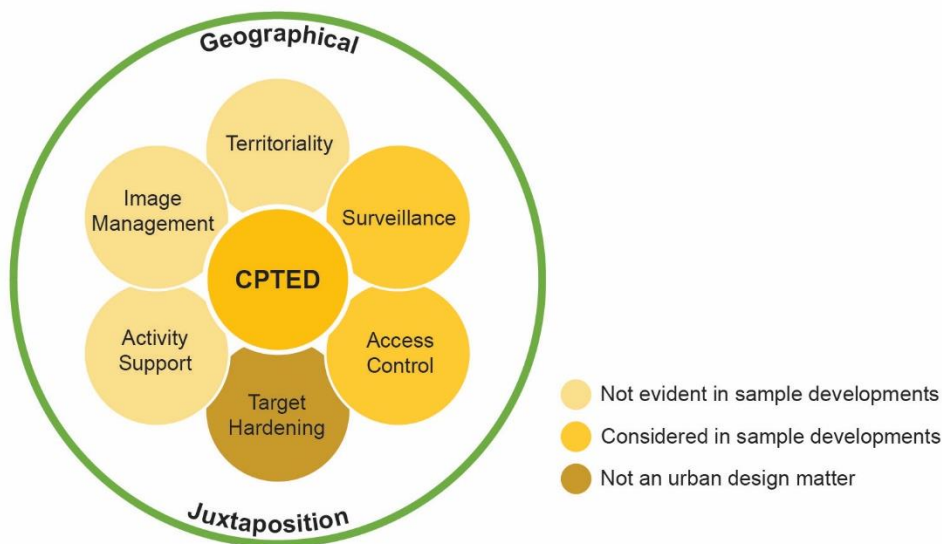 Geographical
Territoriality
Image
Management
Surveillance
CPTED
Activity
Support
Access
Control
Target
Hardening
Juxtaposition
Not evident in sample developments
Considered in sample developments
Not an urban design matter